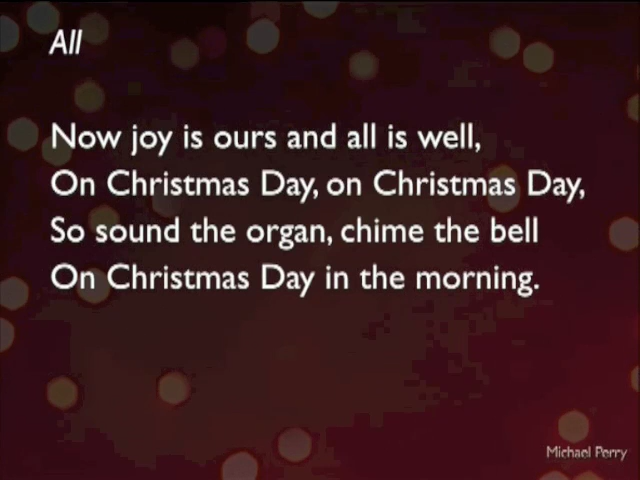 All
Now joy is ours and all is well,
On Christmas Day, on Christmas Day,
So sound the organ, chime the bell
On Christmas Day in the morning.
Michael Perry